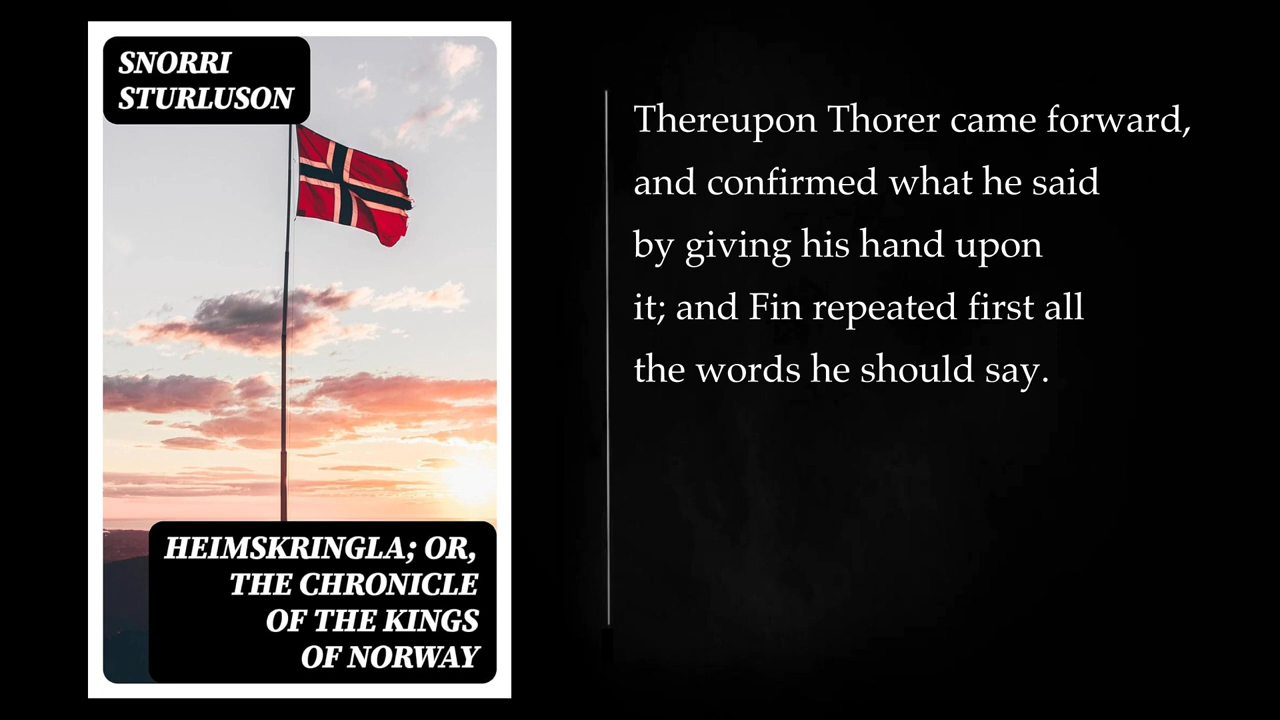 SNORRI
STURLUSON
HEIMSKRINGLA; OR,
THE CHRONICLE
OF THE KINGS
OF NORWAY
Thereupon Thorer came forward,
and confirmed what he said
by giving his hand upon
it; and Fin repeated first all
the words he should say.